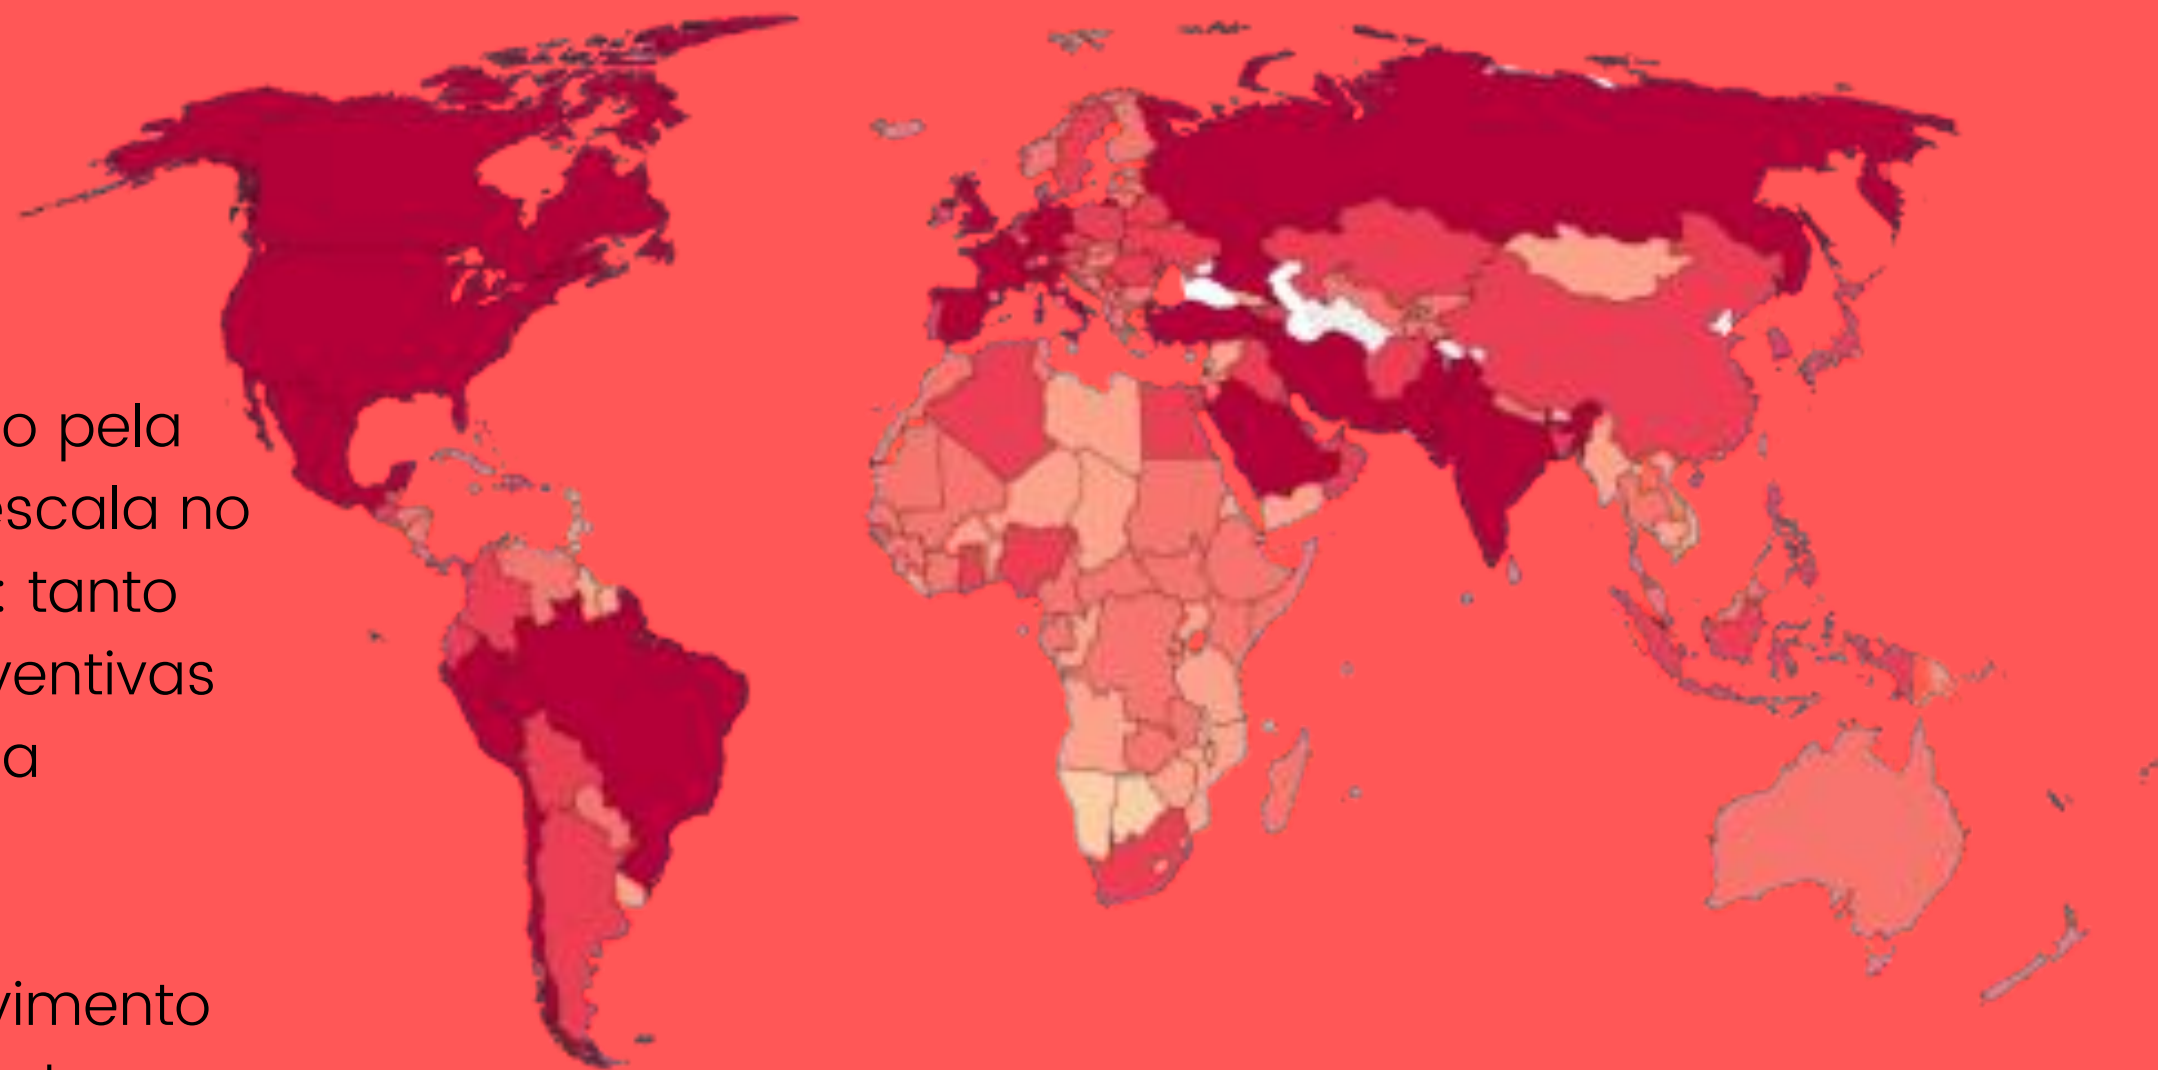 o pela
escala no
: tanto
ventivas
a
vimento